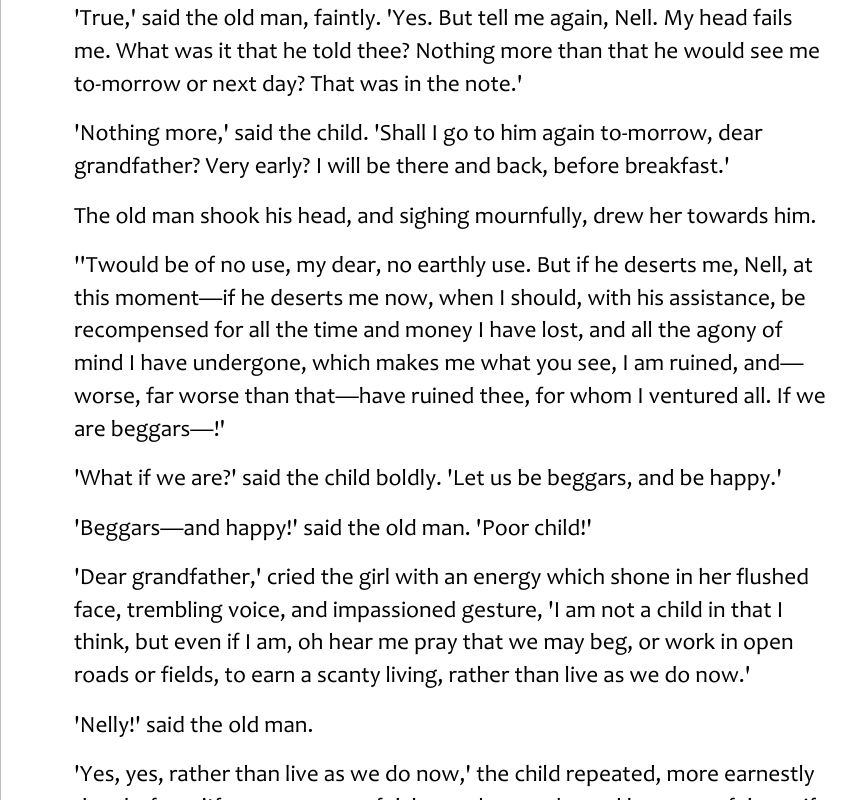 'True,' said the old man, faintly. 'Yes. But tell me again, Nell. My head fails
me. What was it that he told thee? Nothing more than that he would see me
to-morrow or next day? That was in the note.'
'Nothing more,' said the child. 'Shall I go to him again to-morrow, dear
grandfather? Very early? I will be there and back, before breakfast.'
The old man shook his head, and sighing mournfully, drew her towards him.
''Twould be of no use, my dear, no earthly use. But if he deserts me, Nell, at
this moment—if he deserts me now, when I should, with his assistance, be
recompensed for all the time and money I have lost, and all the agony of
mind I have undergone, which makes me what you see, I am ruined, and—
worse, far worse than that—have ruined thee, for whom I ventured all. If we
are beggars—!'
'What if we are?' said the child boldly. 'Let us be beggars, and be happy.'
'Beggars—and happy!' said the old man. 'Poor child!'
'Dear grandfather,' cried the girl with an energy which shone in her flushed
face, trembling voice, and impassioned gesture, 'I am not a child in that I
think, but even if I am, oh hear me pray that we may beg, or work in open
roads or fields, to earn a scanty living, rather than live as we do now.'
'Nelly!' said the old man.
'Yes, yes, rather than live as we do now,' the child repeated, more earnestly